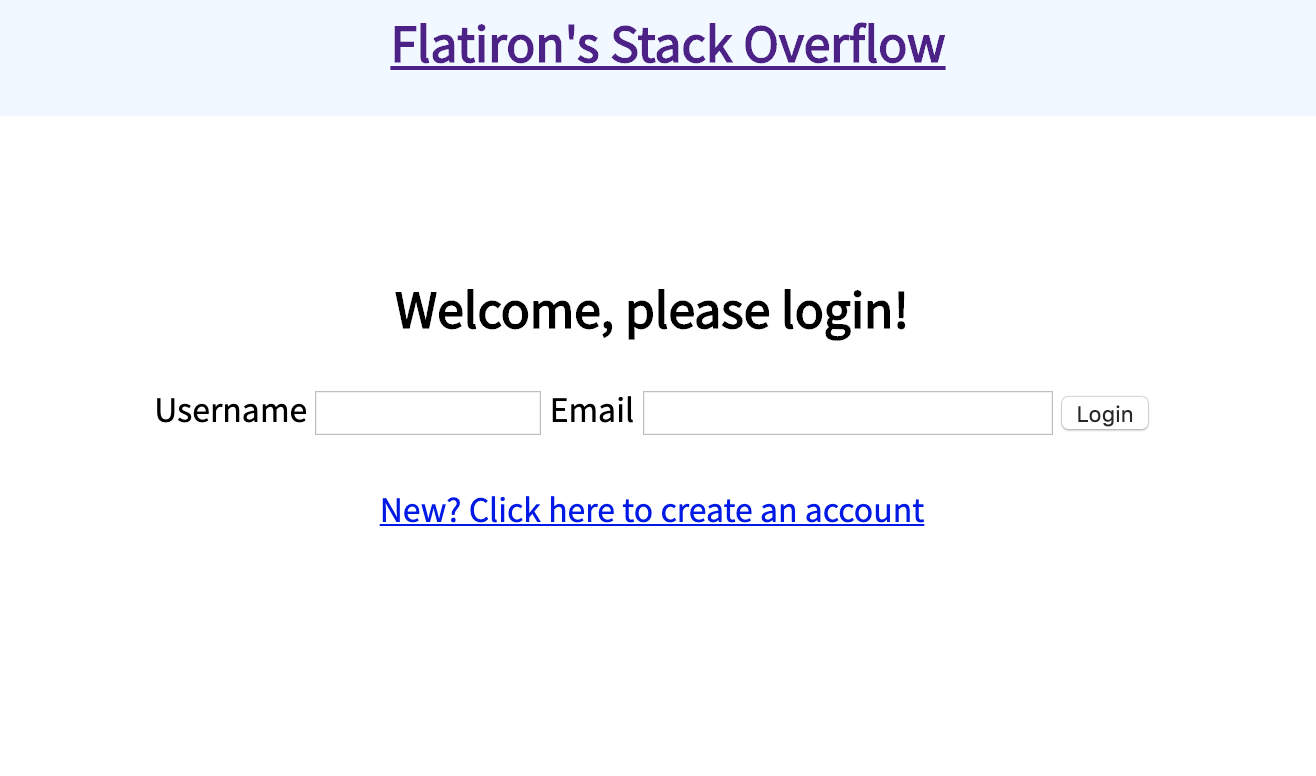 Flatiron's Stack Overflow
Welcome, please login!
Username Email Login
New? Click here to create an account